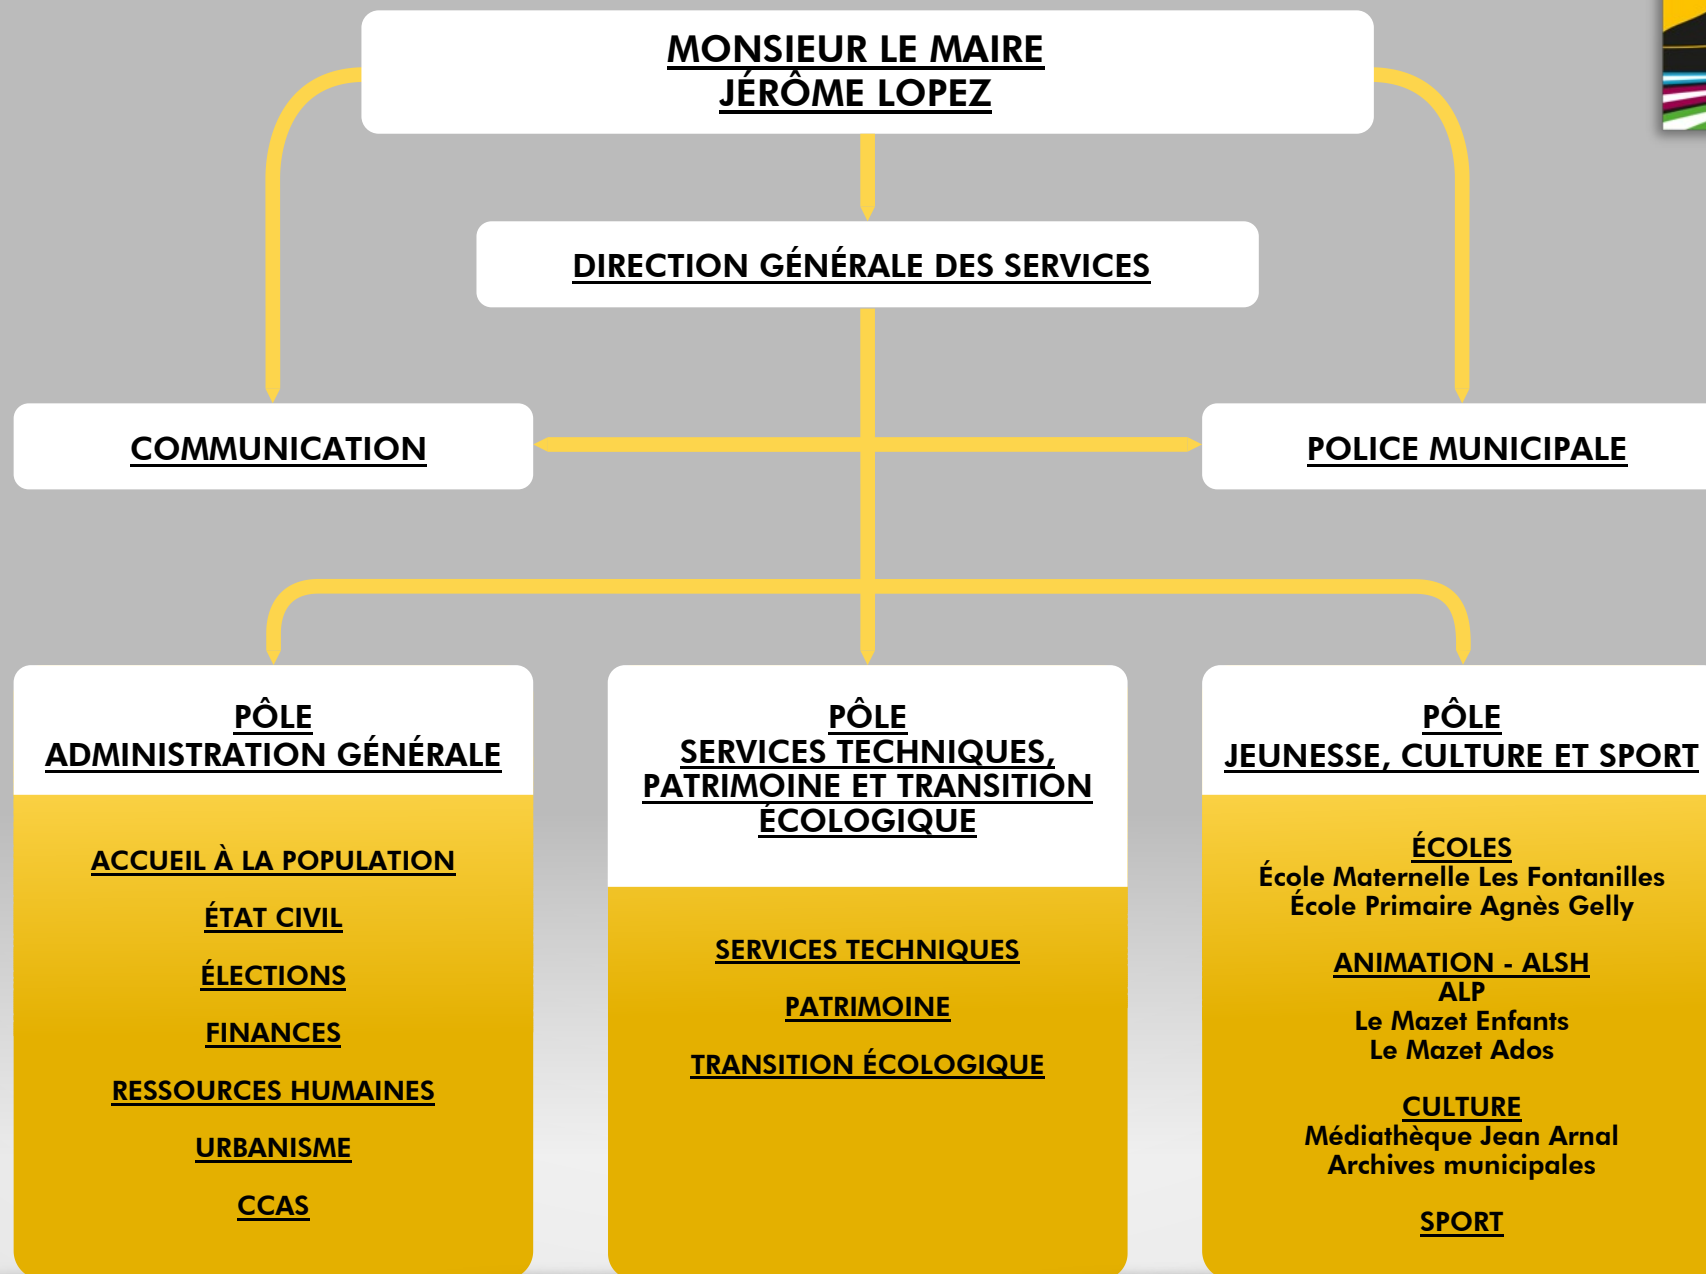 MONSIEUR LE MAIRE
JÉRÔME LOPEZ
DIRECTION GÉNÉRALE DES SERVICES
COMMUNICATION
POLICE MUNICIPALE
PÔLE
ADMINISTRATION GÉNÉRALE
ACCUEIL À LA POPULATION
ÉTAT CIVIL
ÉLECTIONS
FINANCES
RESSOURCES HUMAINES
URBANISME
CCAS
PÔLE
SERVICES TECHNIQUES,
PATRIMOINE ET TRANSITION
ÉCOLOGIQUE
SERVICES TECHNIQUES
PATRIMOINE
TRANSITION ÉCOLOGIQUE
PÔLE
JEUNESSE, CULTURE ET SPORT
ÉCOLES
École Maternelle Les Fontanilles
École Primaire Agnès Gelly
ANIMATION - ALSH
ALP
Le Mazet Enfants
Le Mazet Ados
CULTURE
Médiathèque Jean Arnal
Archives municipales
SPORT